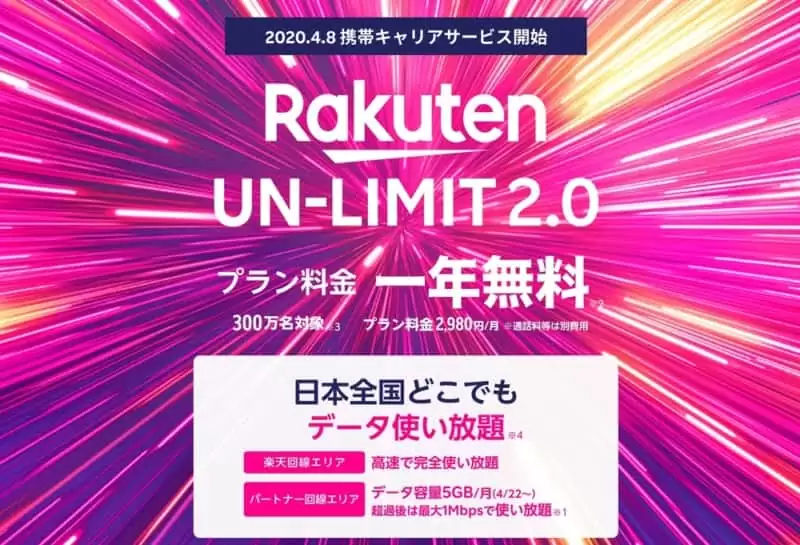 2020.4.8 携帯キャリアサービス開始
Rakuten
UN-LIMIT 2.0
プラン料金 一年無料※2
300万名対象※3 プラン料金2,980円/月 ※通話料等は別費用
日本全国どこでも
データ使い放題※4
楽天回線エリア 高速で完全使い放題
パートナー回線エリア データ容量5GB/月(4/22~)
超過後は最大1Mbpsで使い放題※1